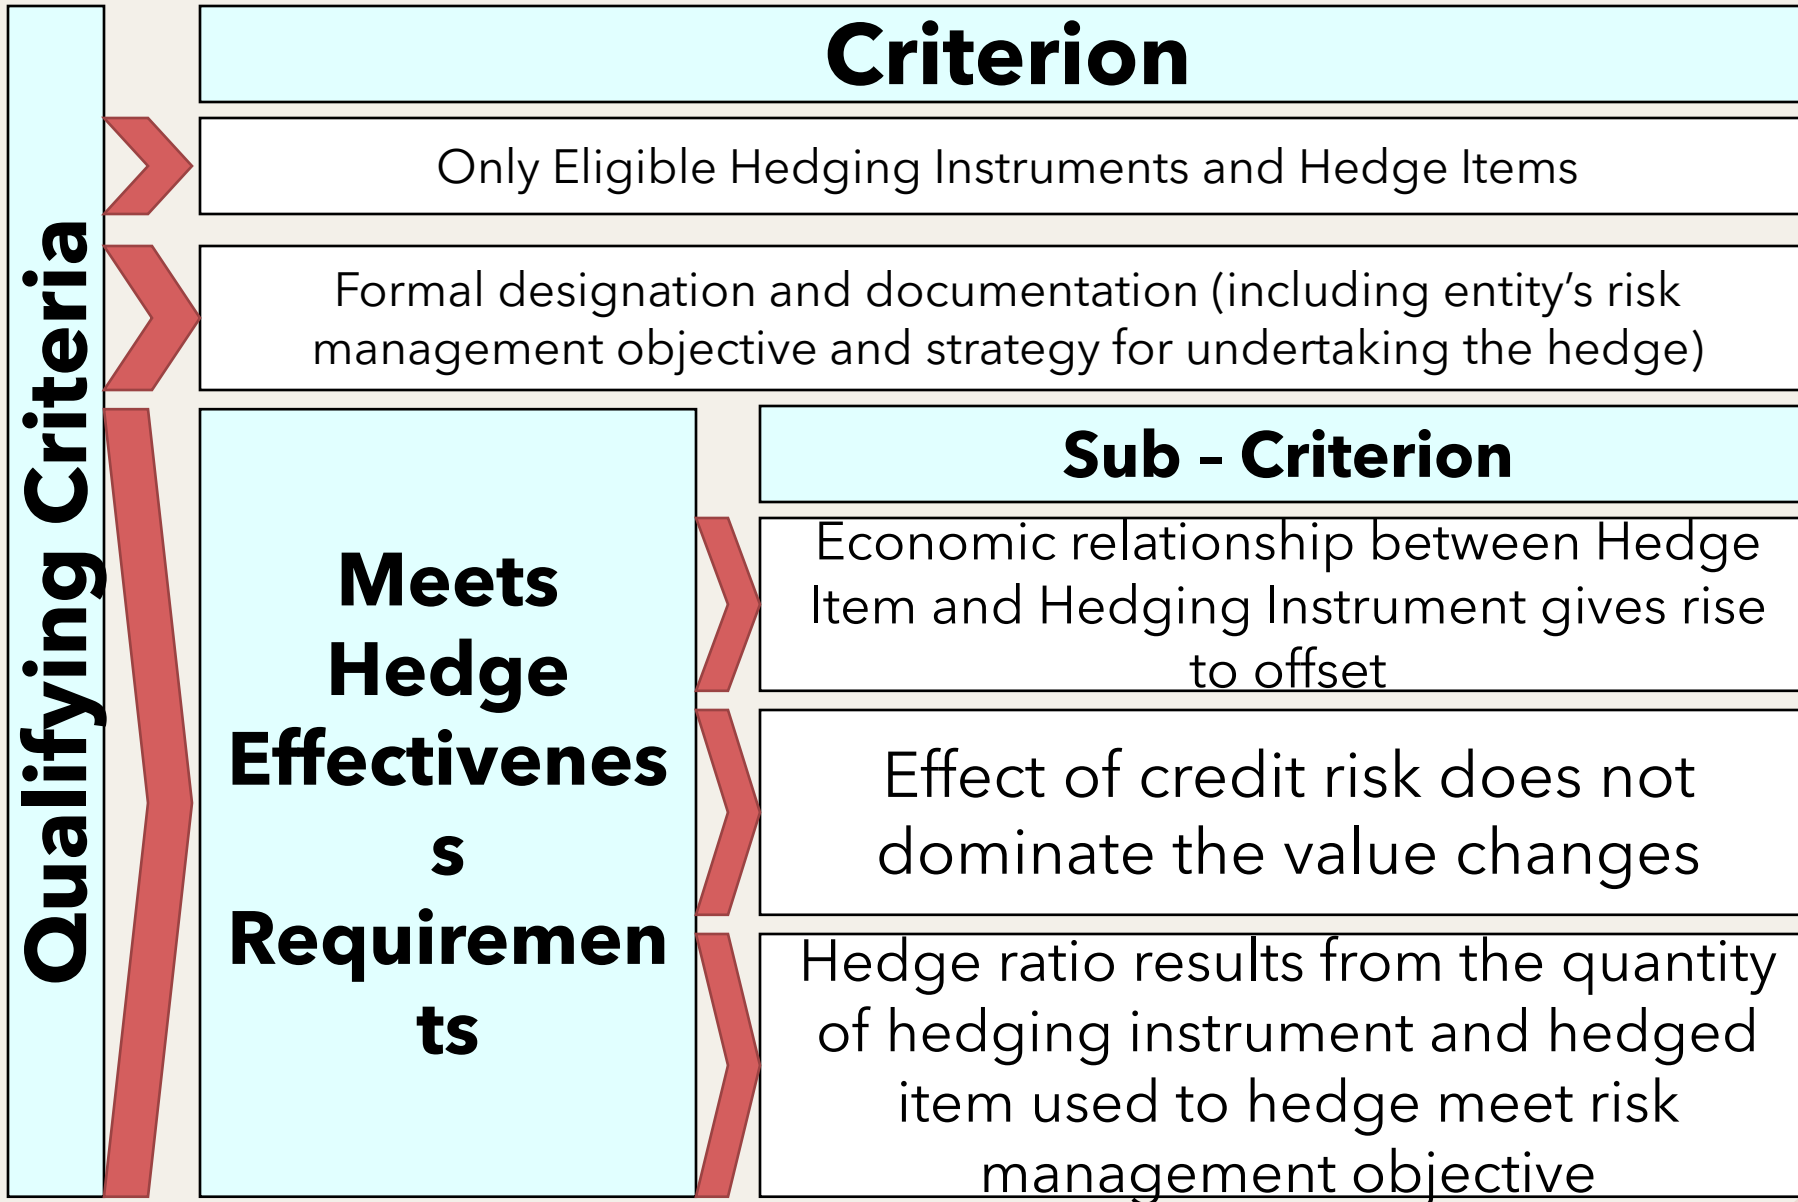 Qualifying Criteria
Criterion
Only Eligible Hedging Instruments and Hedge Items
Formal designation and documentation (including entity’s risk
management objective and strategy for undertaking the hedge)
Meets
Hedge
Effectivenes
s
Requiremen
ts
Sub – Criterion
Economic relationship between Hedge
Item and Hedging Instrument gives rise
to offset
Effect of credit risk does not
dominate the value changes
Hedge ratio results from the quantity
of hedging instrument and hedged
item used to hedge meet risk
management objective